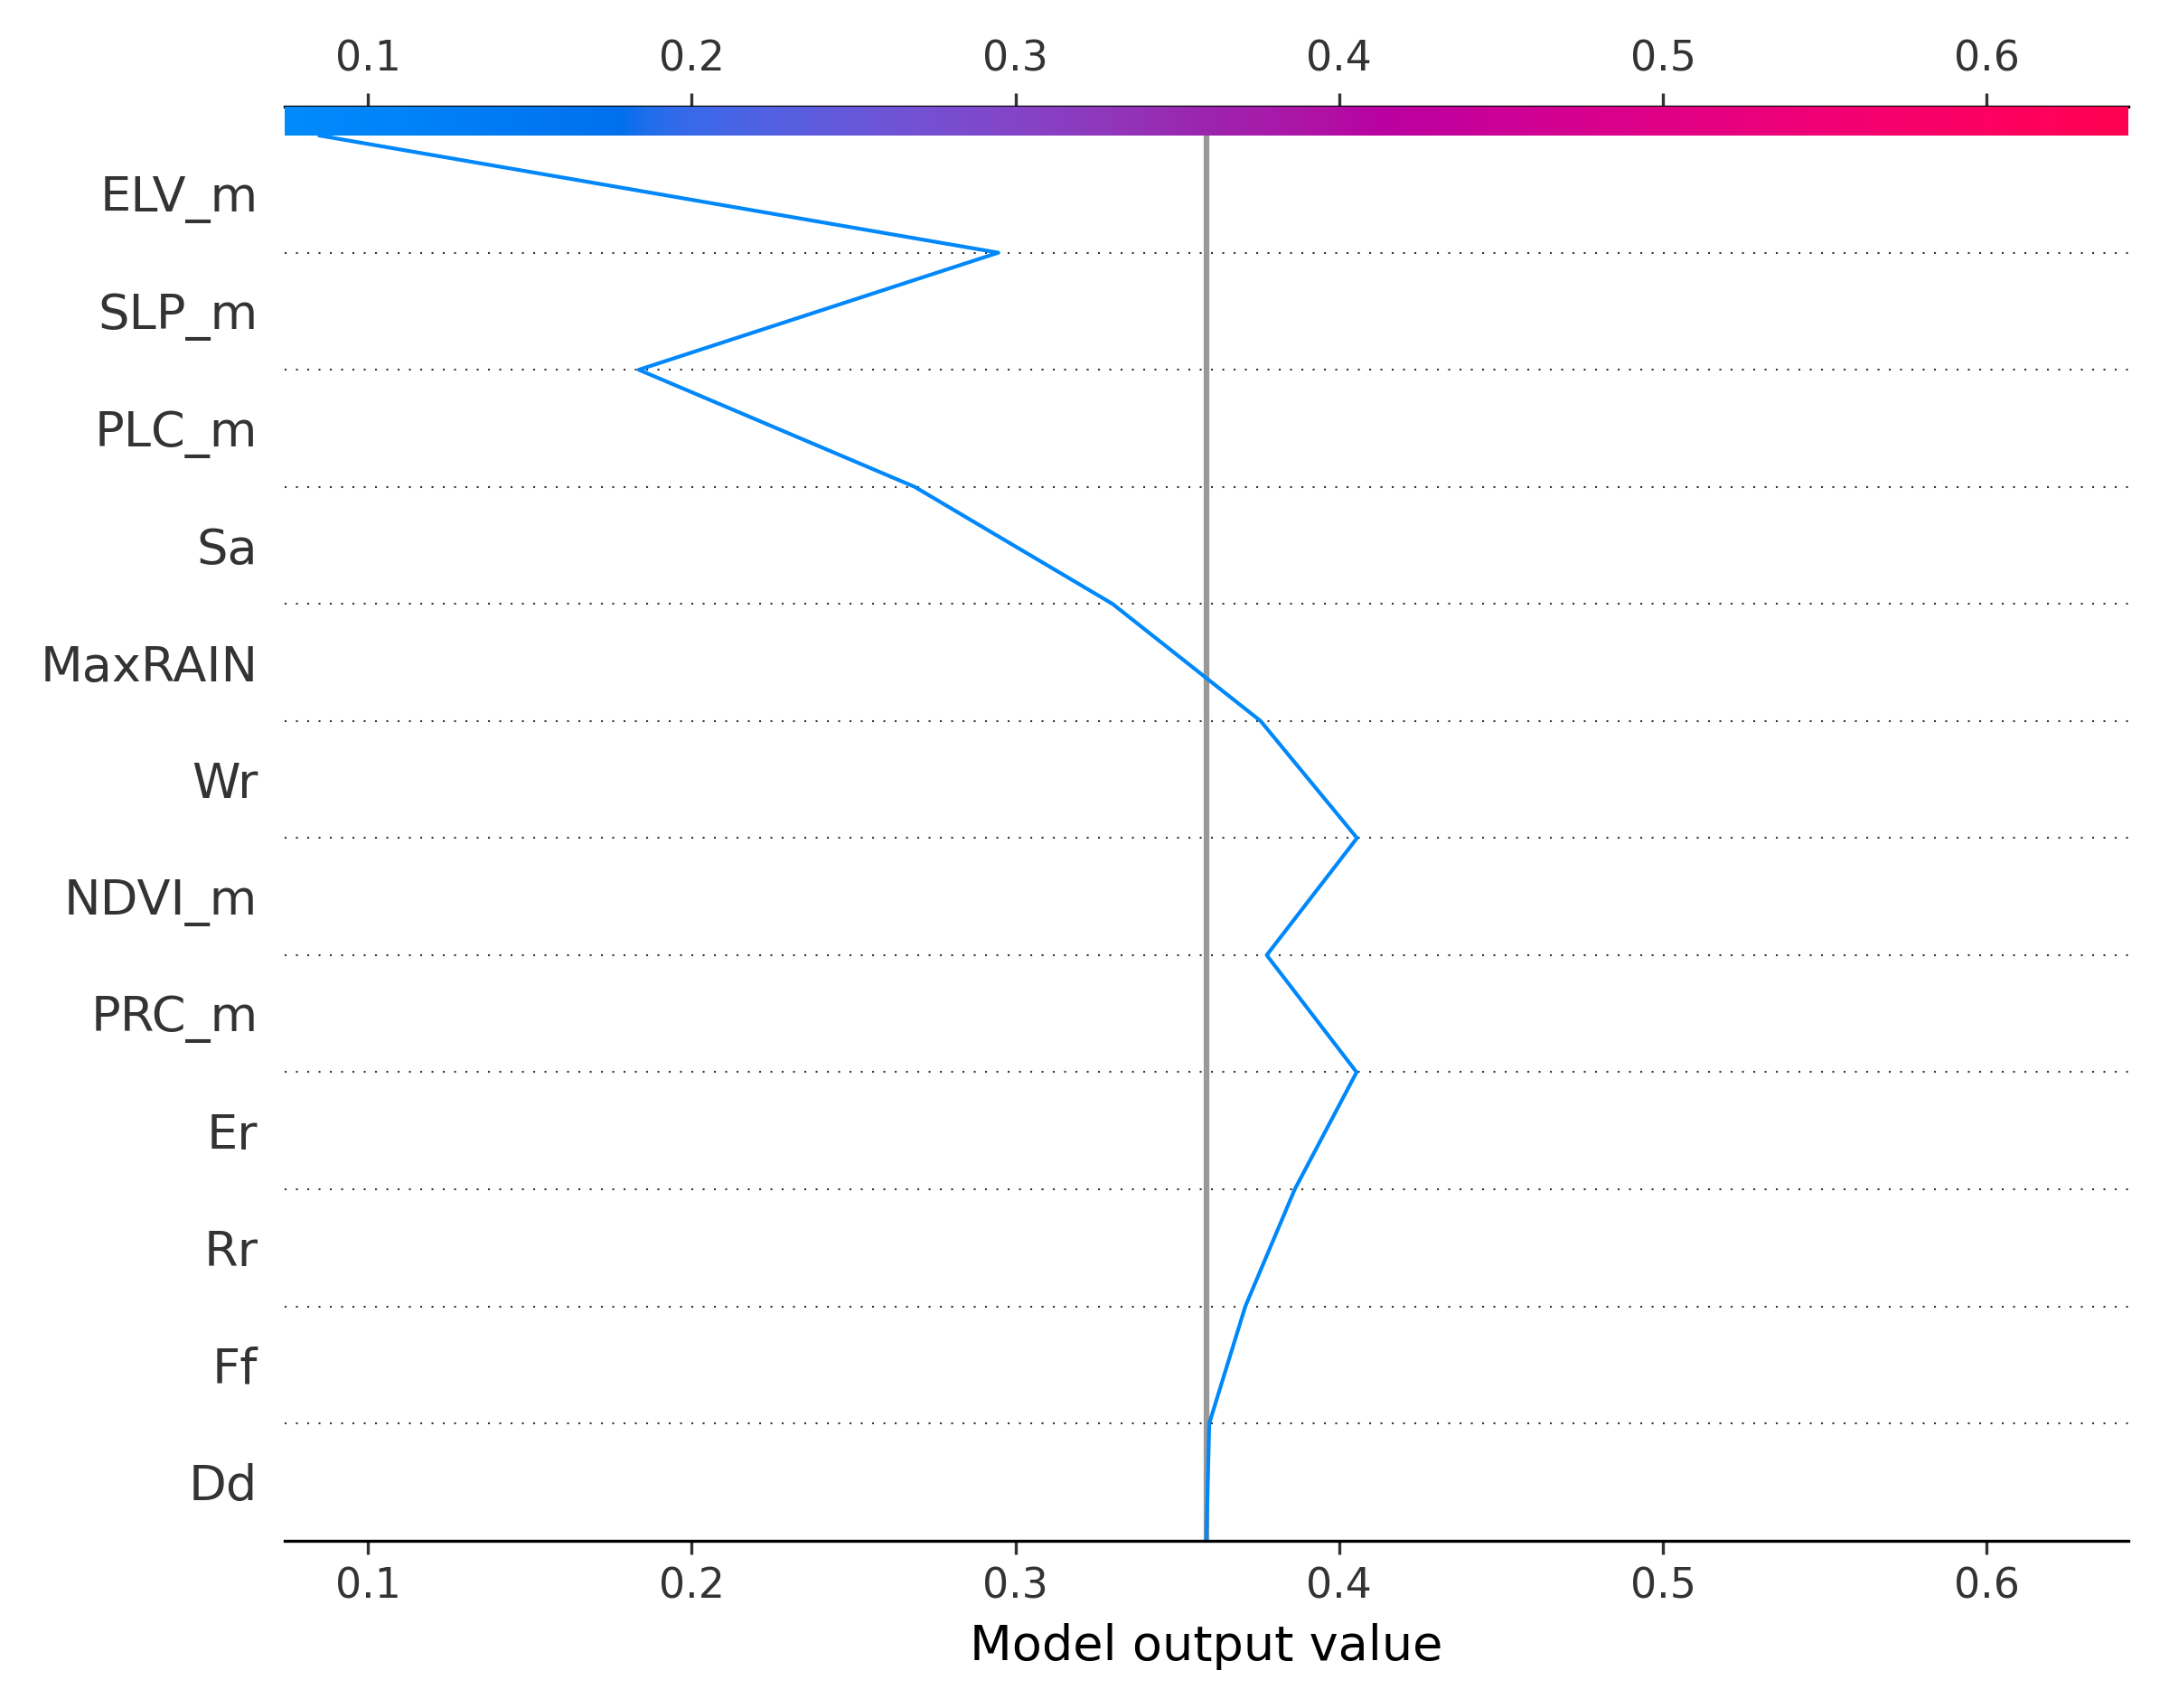 0.1 0.2 0.3 0.4 0.5 0.6
ELV_m
SLP_m
PLC_m
Sa
MaxRAIN
Wr
NDVI_m
PRC_m
Er
Rr
Ff
Dd
0.1 0.2 0.3 0.4 0.5 0.6
Model output value